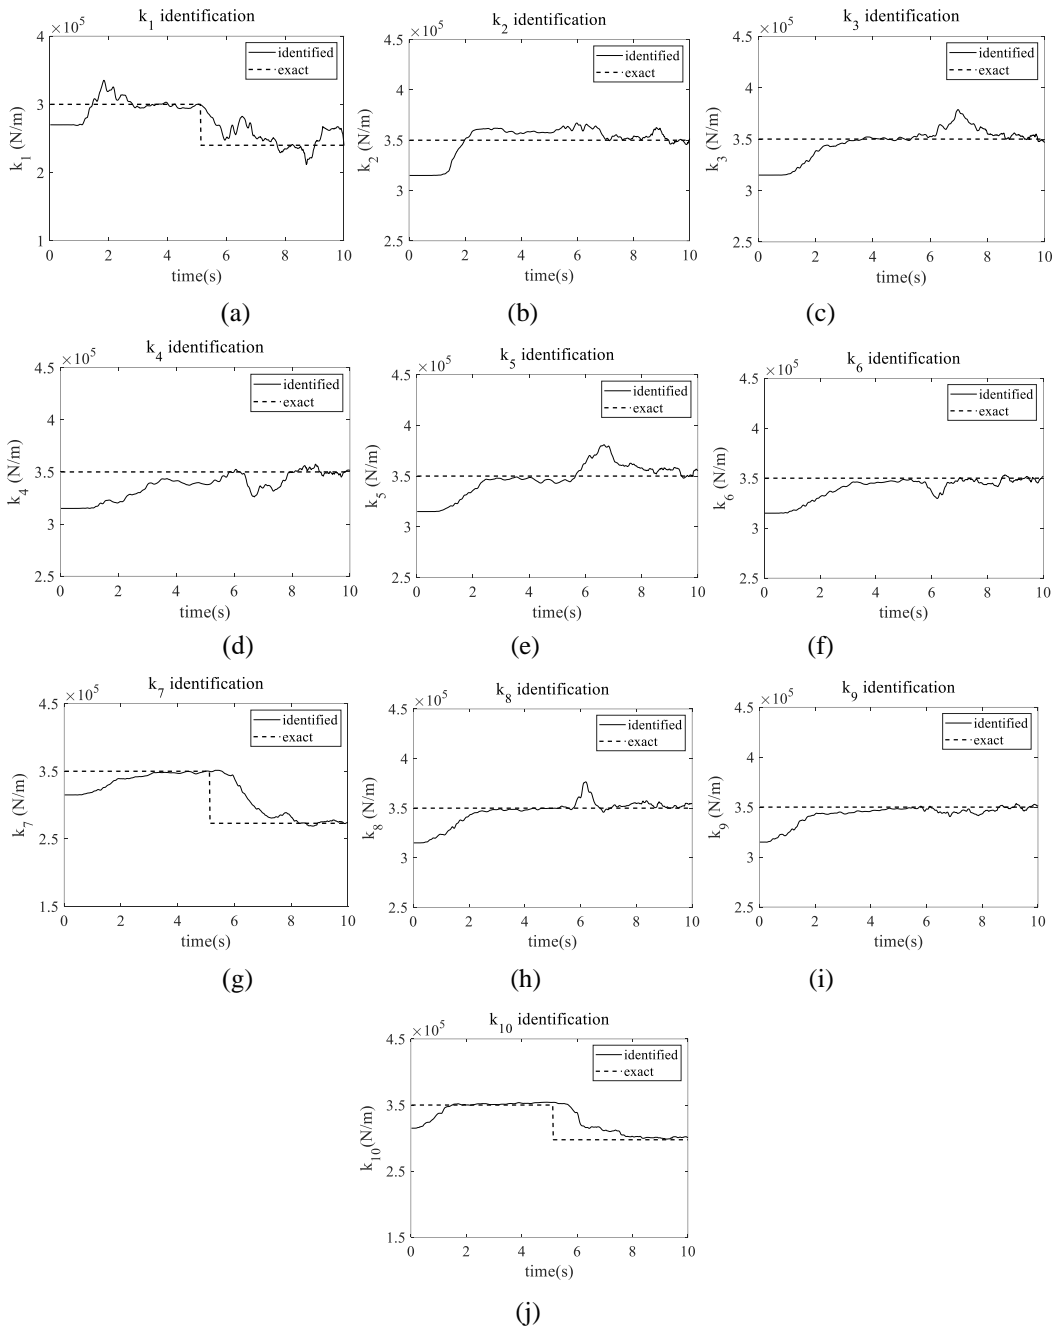 k1 identification
×10^5
identified
exact
4
3
2
1
k1 (N/m)
0 2 4 6 8 10
time(s)
(a)
k2 identification
×10^5
identified
exact
4.5
4
3.5
3
2.5
k2 (N/m)
0 2 4 6 8 10
time(s)
(b)
k3 identification
×10^5
identified
exact
4.5
4
3.5
3
2.5
k3 (N/m)
0 2 4 6 8 10
time(s)
(c)
k4 identification
×10^5
identified
exact
4.5
4
3.5
3
2.5
k4 (N/m)
0 2 4 6 8 10
time(s)
(d)
k5 identification
×10^5
identified
exact
4.5
4
3.5
3
2.5
k5 (N/m)
0 2 4 6 8 10
time(s)
(e)
k6 identification
×10^5
identified
exact
4.5
4
3.5
3
2.5
k6 (N/m)
0 2 4 6 8 10
time(s)
(f)
k7 identification
×10^5
identified
exact
4.5
3.5
2.5
1.5
k7 (N/m)
0 2 4 6 8 10
time(s)
(g)
k8 identification
×10^5
identified
exact
4.5
4
3.5
3
2.5
k8 (N/m)
0 2 4 6 8 10
time(s)
(h)
k9 identification
×10^5
identified
exact
4.5
4
3.5
3
2.5
k9 (N/m)
0 2 4 6 8 10
time(s)
(i)
k10 identification
×10^5
identified
exact
4.5
3.5
2.5
1.5
k10(N/m)
0 2 4 6 8 10
time(s)
(j)